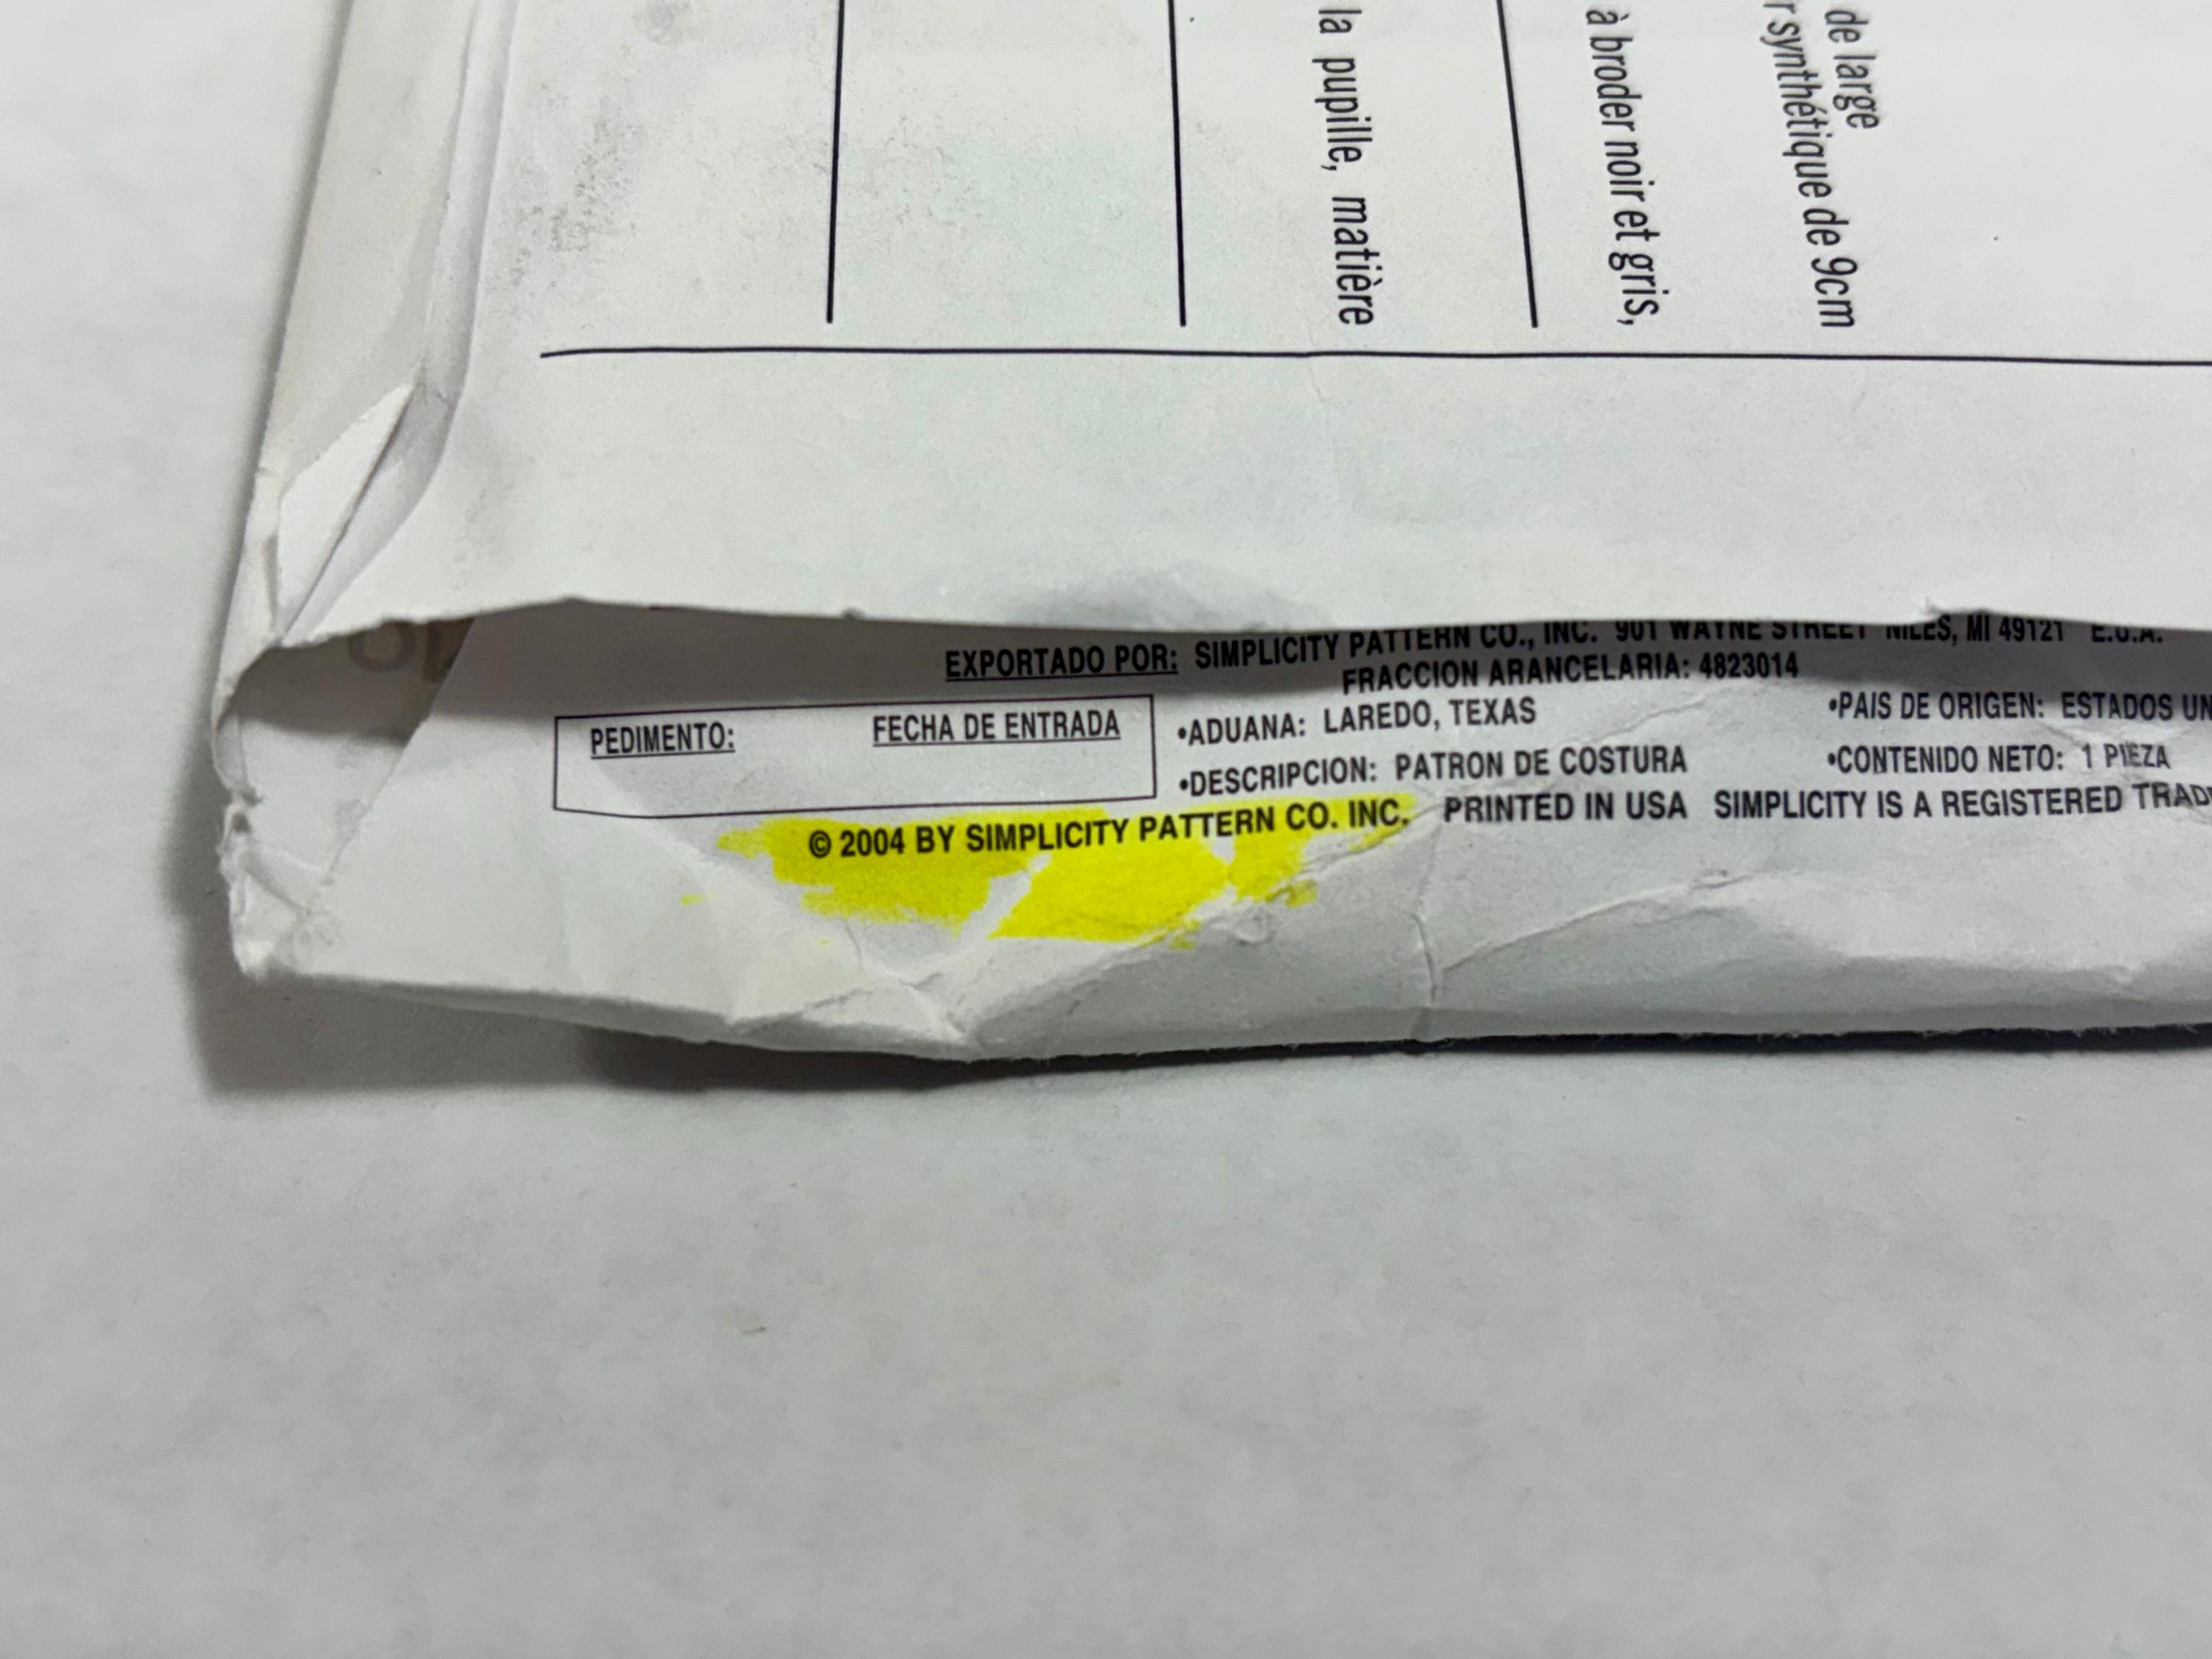 de large
synthétique de 9cm
à broder noir et gris,
la pupille, matière
EXPORTADO POR: SIMPLICITY PATTERN CO., INC. 901 WAYNE STREET NILES, MI 49121 E.U.A.
FRACCION ARANCELARIA: 4823014
PEDIMENTO: FECHA DE ENTRADA
•ADUANA: LAREDO, TEXAS •PAIS DE ORIGEN: ESTADOS UN
•DESCRIPCION: PATRON DE COSTURA •CONTENIDO NETO: 1 PIEZA
© 2004 BY SIMPLICITY PATTERN CO. INC. PRINTED IN USA SIMPLICITY IS A REGISTERED TRAD